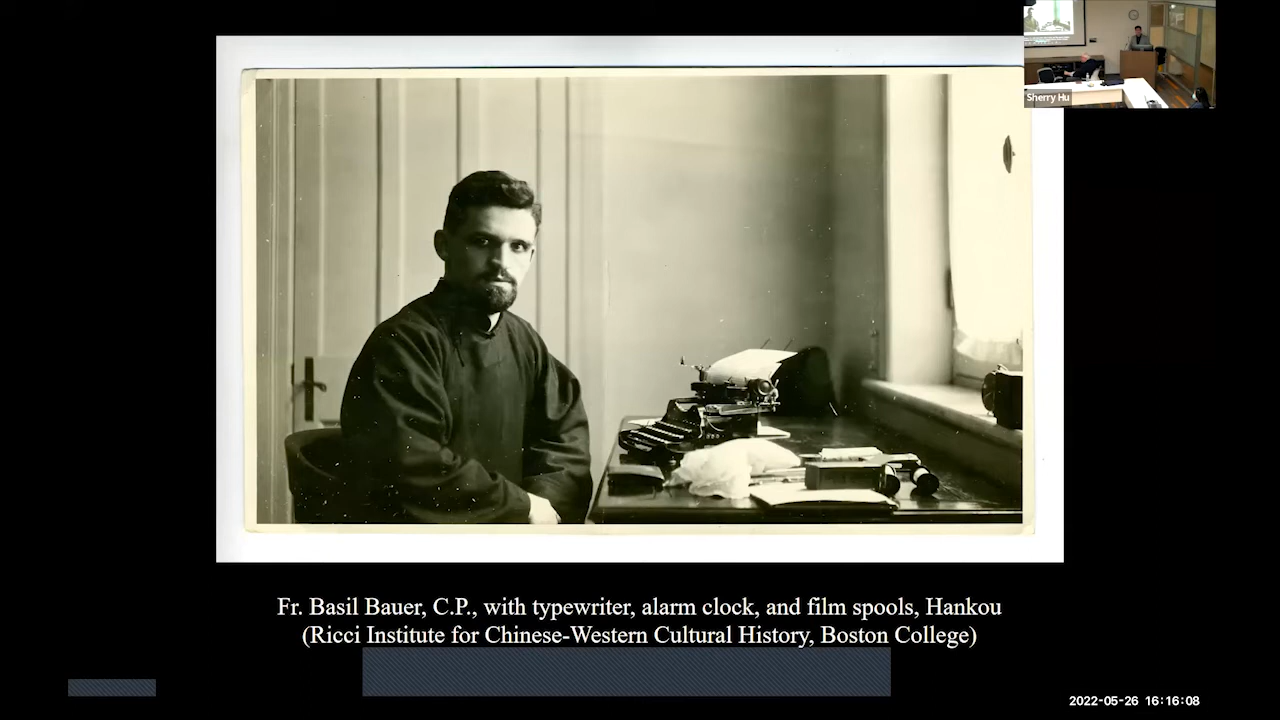 Sherry Hu
Fr. Basil Bauer, C.P., with typewriter, alarm clock, and film spools, Hankou
(Ricci Institute for Chinese-Western Cultural History, Boston College)
2022-05-26 16:16:08